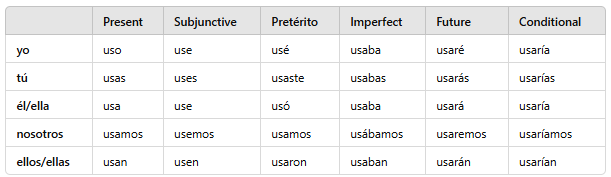 Present Subjunctive Pretérito Imperfect Future Conditional
yo uso use usé usaba usaré usaría
tú usas uses usaste usabas usarás usarías
él/ella usa use usó usaba usará usaría
nosotros usamos usemos usamos usábamos usaremos usaríamos
ellos/ellas usan usen usaron usaban usarán usarían